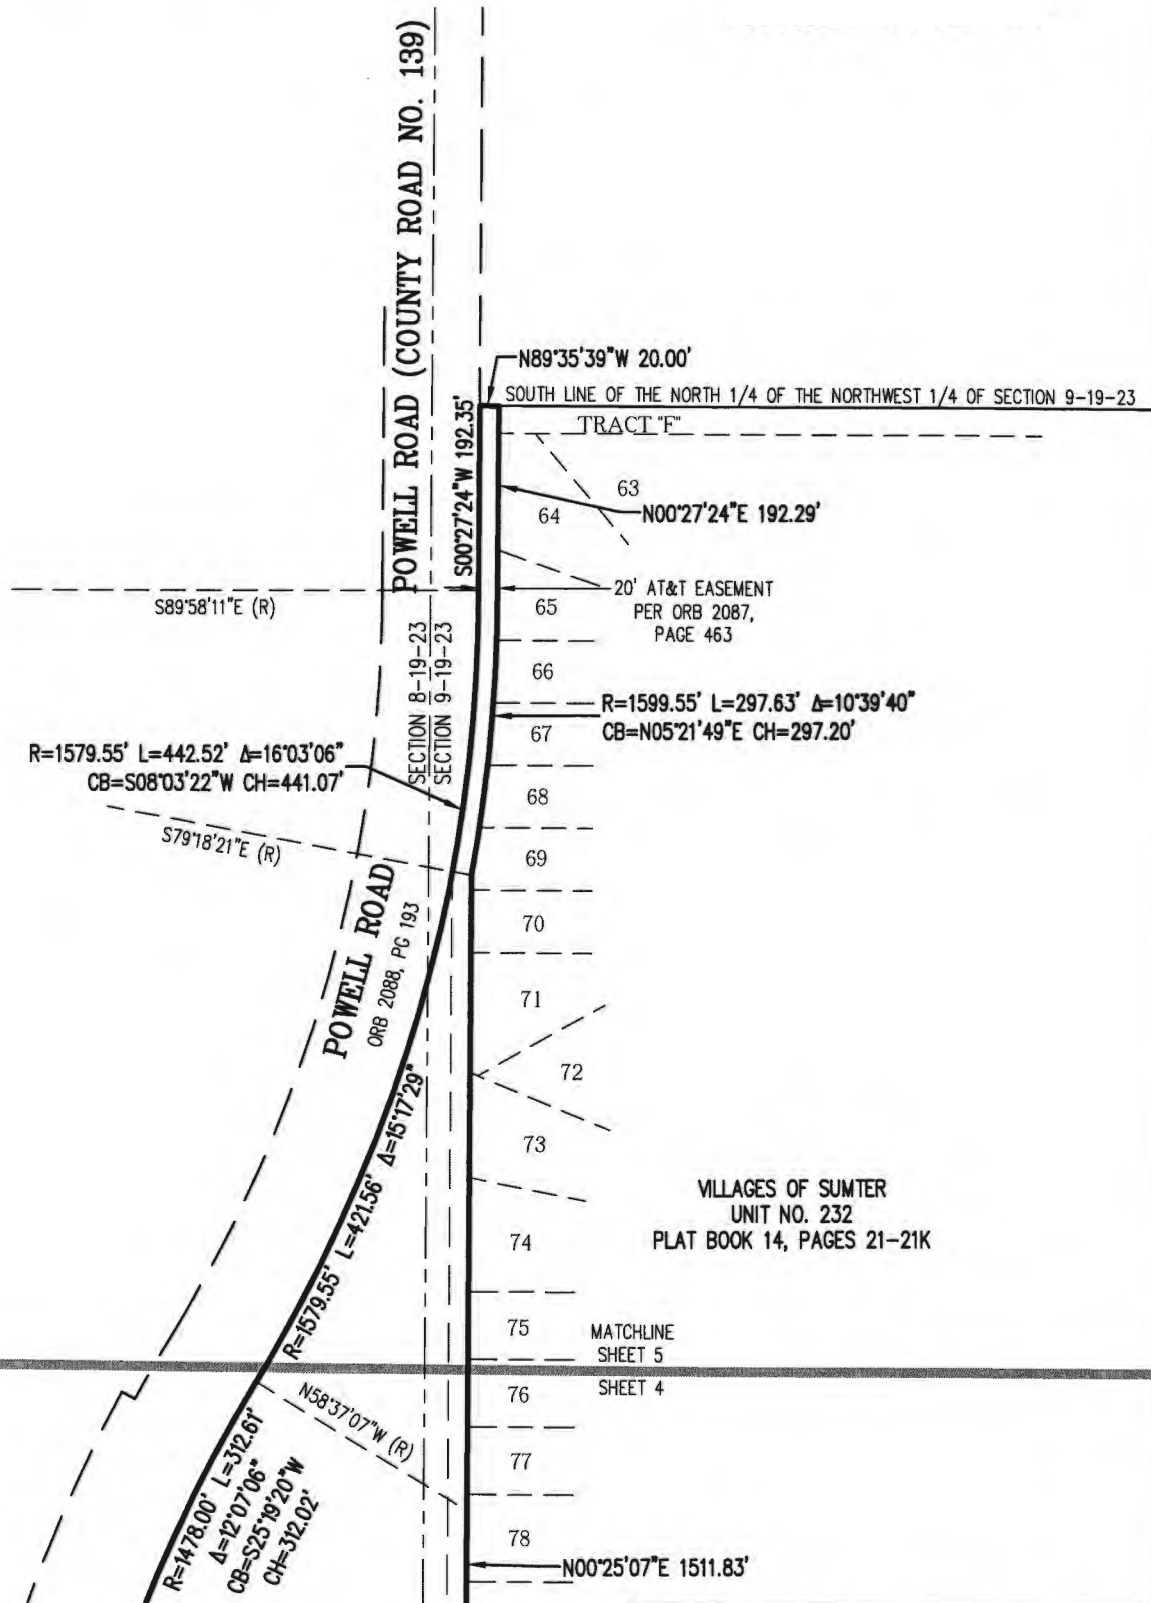 POWELL ROAD (COUNTY ROAD NO. 139)
N89°35'39"W 20.00'
SOUTH LINE OF THE NORTH 1/4 OF THE NORTHWEST 1/4 OF SECTION 9-19-23
TRACT "F"
S00°27'24"W 192.35'
63
64
N00°27'24"E 192.29'
S89°58'11"E (R)
65
20' AT&T EASEMENT
PER ORB 2087,
PAGE 463
SECTION 8-19-23
SECTION 9-19-23
66
R=1599.55' L=297.63' Δ=10°39'40"
CB=N05°21'49"E CH=297.20'
67
R=1579.55' L=442.52' Δ=16°03'06"
CB=S08°03'22"W CH=441.07'
68
S79°18'21"E (R)
69
POWELL ROAD
ORB 2088, PG 193
70
71
72
73
R=1579.55' L=421.56' Δ=15°17'29"
VILLAGES OF SUMTER
UNIT NO. 232
PLAT BOOK 14, PAGES 21-21K
74
75
MATCHLINE
SHEET 5
SHEET 4
76
N58°37'07"W (R)
77
R=1478.00' L=312.61'
Δ=12°07'06"
CB=S25°19'20"W
CH=312.02'
78
N00°25'07"E 1511.83'